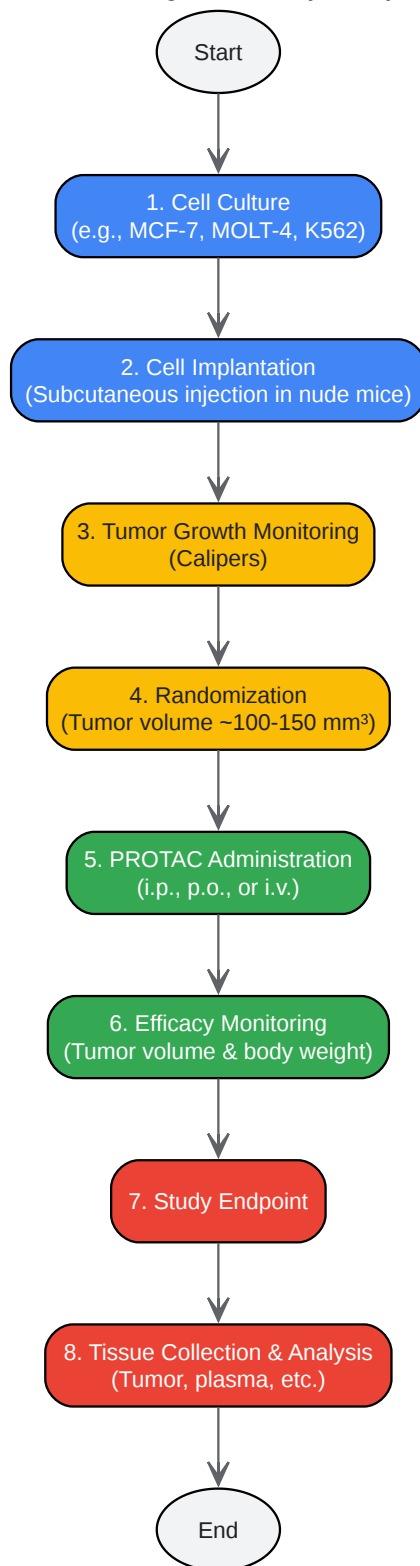 Start
1. Cell Culture
(e.g., MCF-7, MOLT-4, K562)
2. Cell Implantation
(Subcutaneous injection in nude mice)
3. Tumor Growth Monitoring
(Calipers)
4. Randomization
(Tumor volume ~100-150 mm³)
5. PROTAC Administration
(i.p., p.o., or i.v.)
6. Efficacy Monitoring
(Tumor volume & body weight)
7. Study Endpoint
8. Tissue Collection & Analysis
(Tumor, plasma, etc.)
End